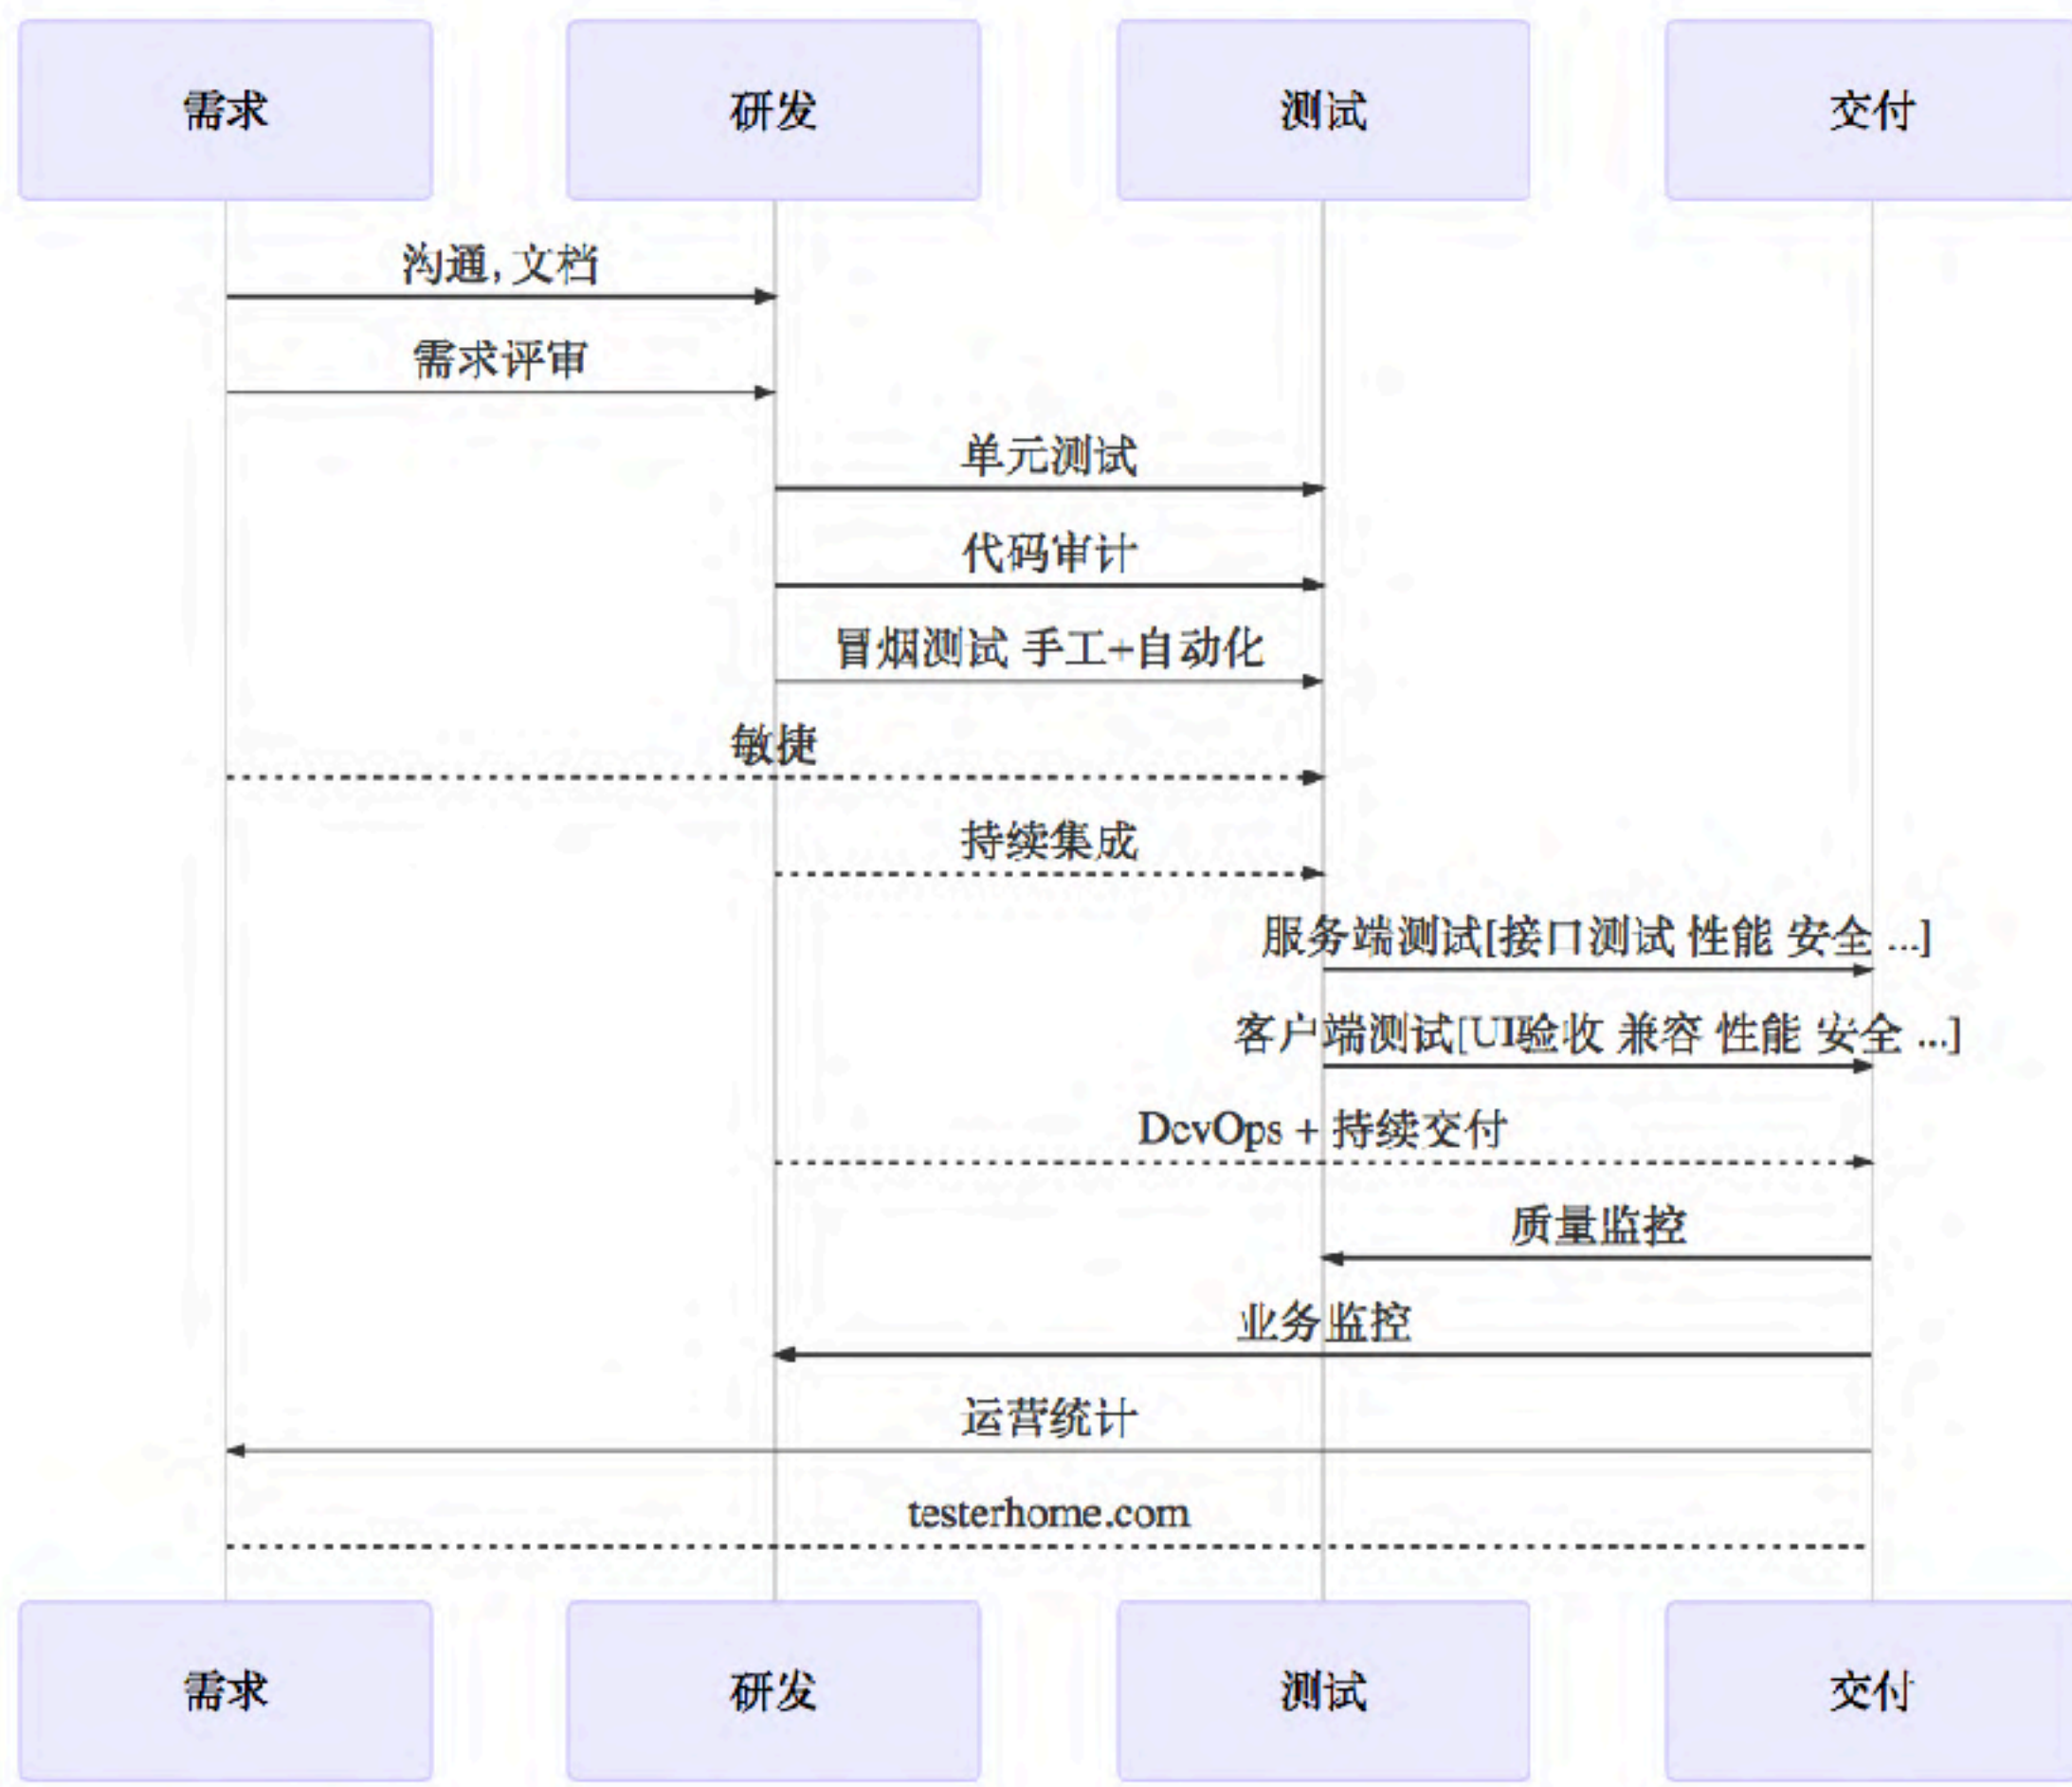 需求 研发 测试 交付
沟通, 文档
需求评审
单元测试
代码审计
冒烟测试 手工+自动化
敏捷
持续集成
服务端测试[接口测试 性能 安全 ...]
客户端测试[UI验收 兼容 性能 安全 ...]
DevOps + 持续交付
质量监控
业务监控
运营统计
testerhome.com
需求 研发 测试 交付